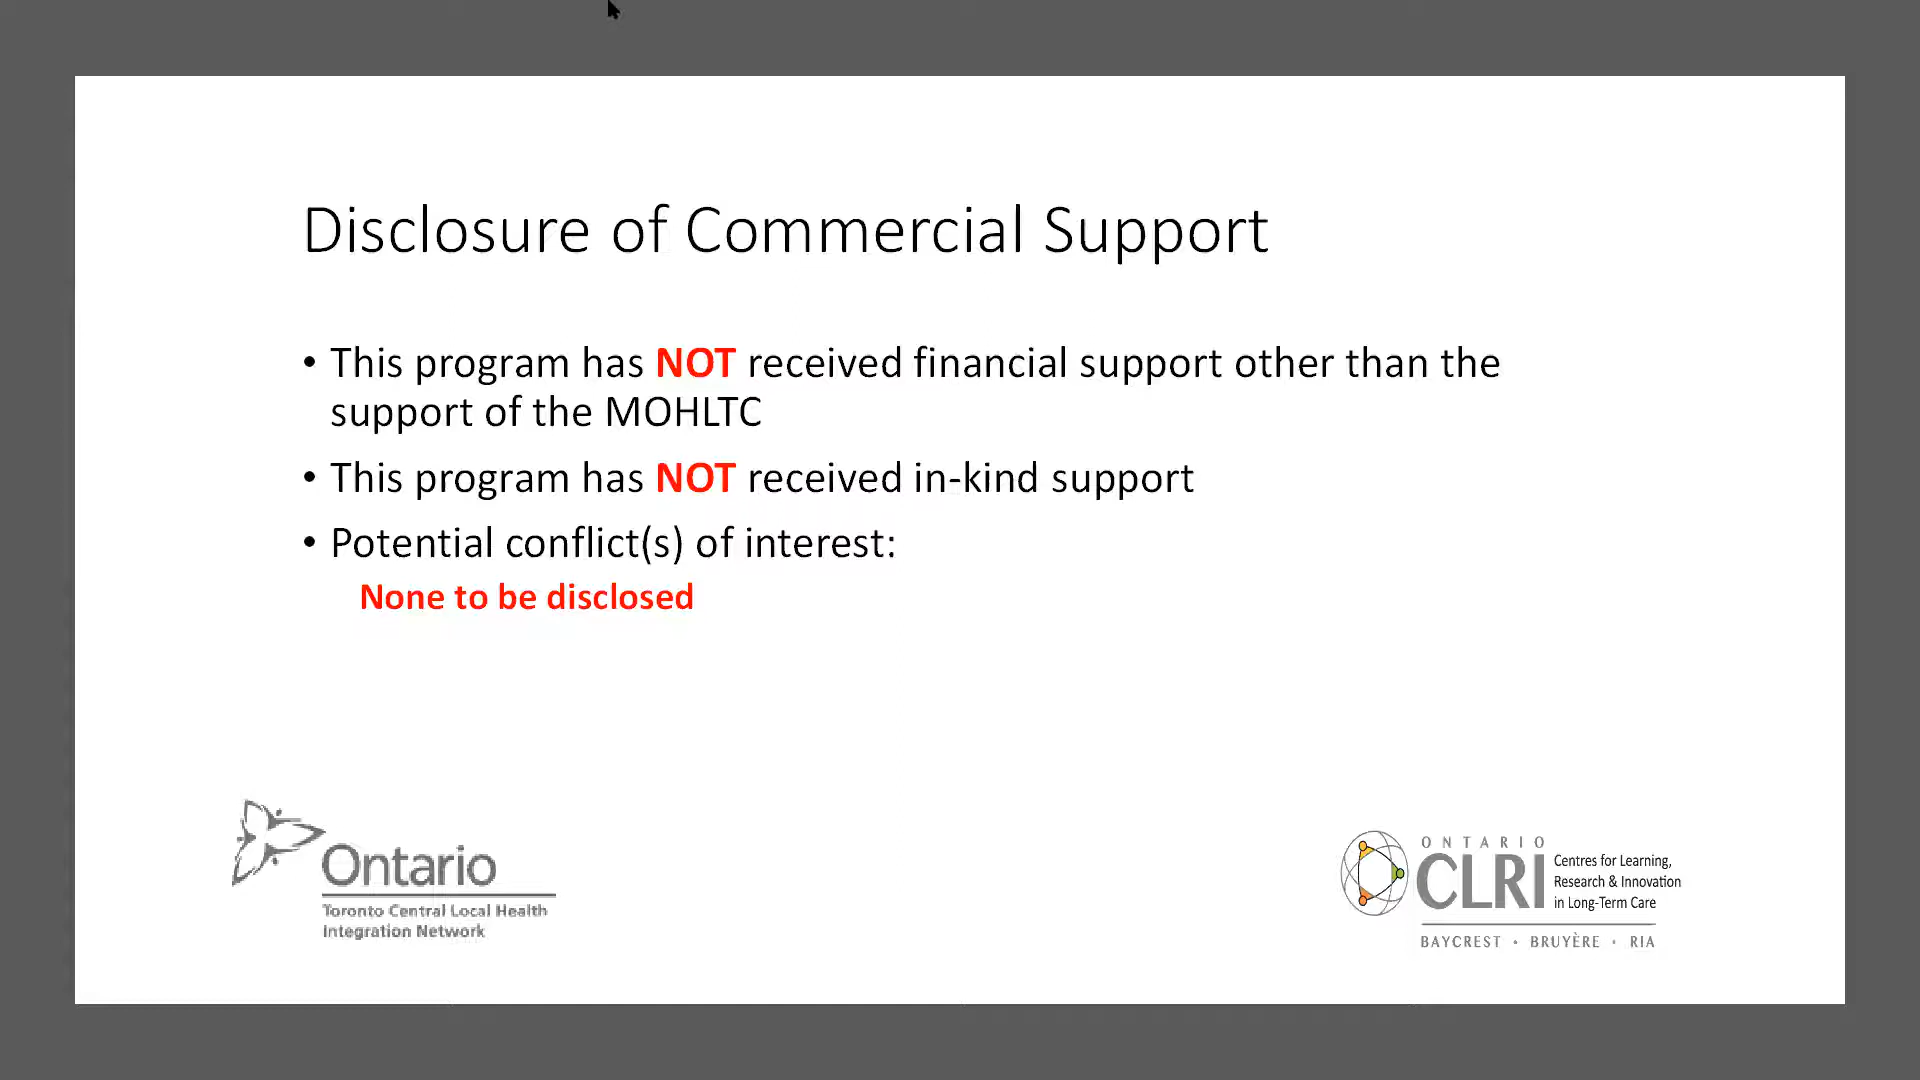 Disclosure of Commercial Support
• This program has NOT received financial support other than the
support of the MOHLTC
• This program has NOT received in-kind support
• Potential conflict(s) of interest:
None to be disclosed
Ontario
Toronto Central Local Health
Integration Network
ONTARIO
CLRI
Centres for Learning,
Research & Innovation
in Long-Term Care
BAYCREST • BRUYÈRE • RIA